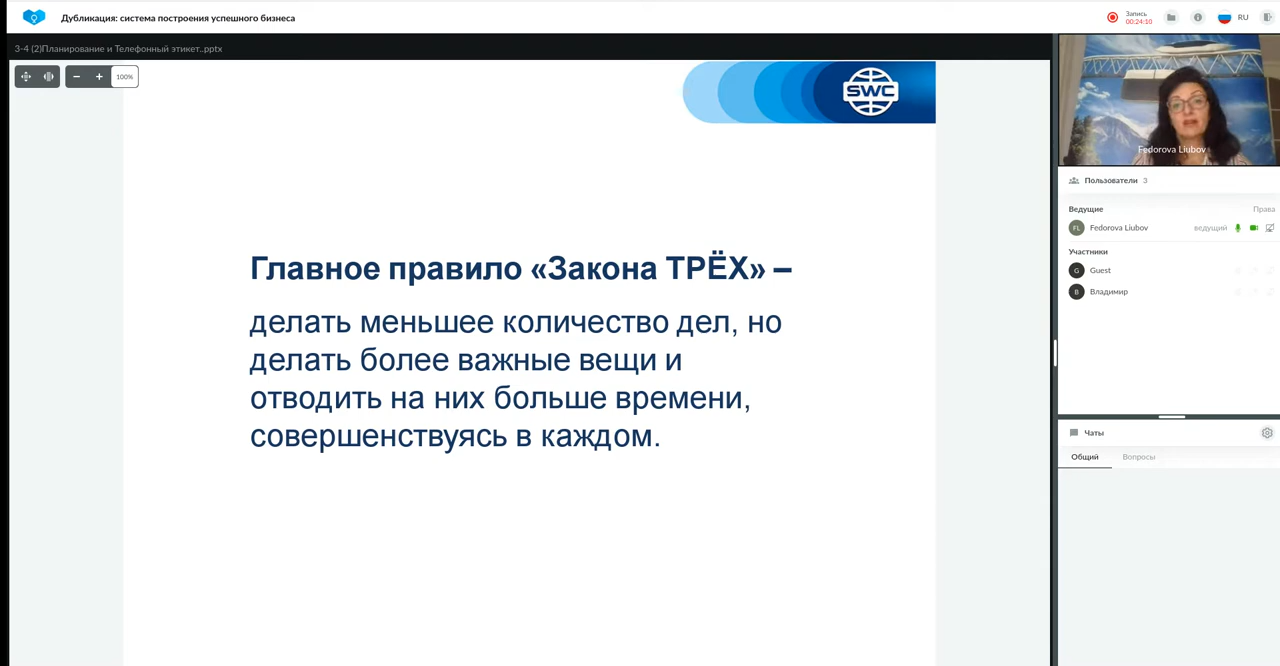 Дубликация: система построения успешного бизнеса
Запись
00:24:10
RU
3-4 (2)Планирование и Телефонный этикет..pptx
100%
SWC
Главное правило «Закона ТРЁХ» –
делать меньшее количество дел, но
делать более важные вещи и
отводить на них больше времени,
совершенствуясь в каждом.
Fedorova Liubov
Пользователи 3
Ведущие Права
FL Fedorova Liubov ведущий
Участники
G Guest
В Владимир
Чаты
Общий Вопросы